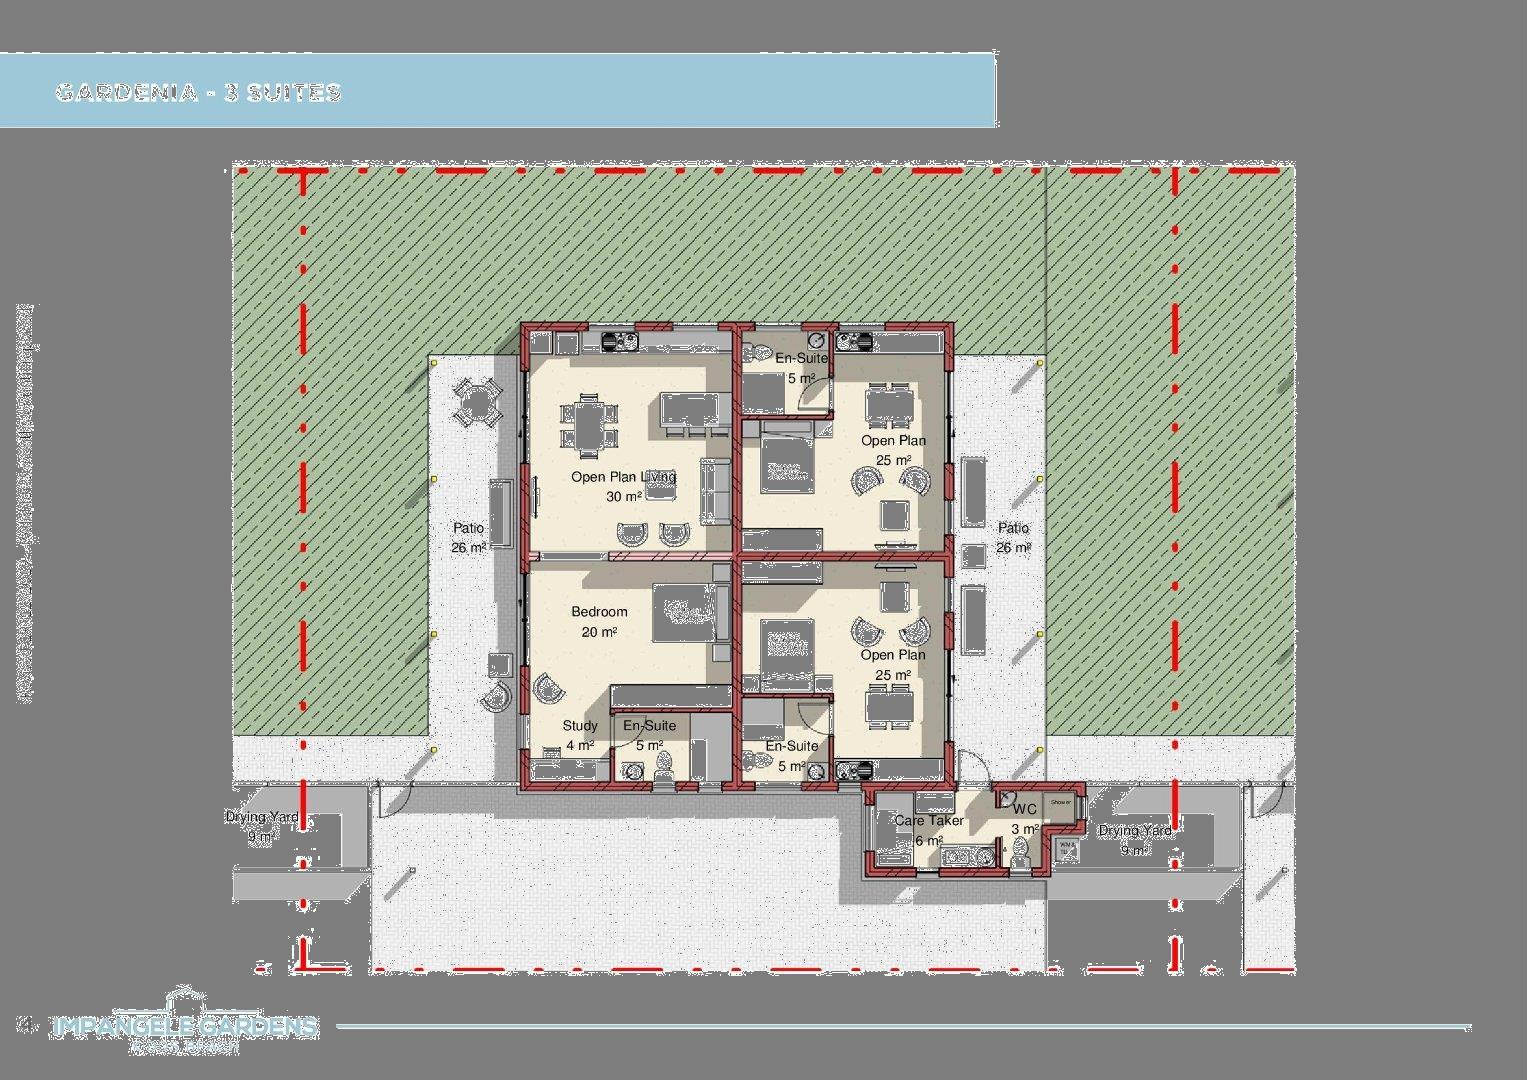 GARDENIA - 3 SUITES
En-Suite
5 m²
Open Plan
25 m²
Open Plan Living
30 m²
Patio
26 m²
Patio
26 m²
Bedroom
20 m²
Open Plan
25 m²
Study
4 m²
En-Suite
5 m²
En-Suite
5 m²
Drying Yard
9 m²
Care Taker
6 m²
WC
3 m²
Shower
Drying Yard
9 m²
IMPANGELE GARDENS